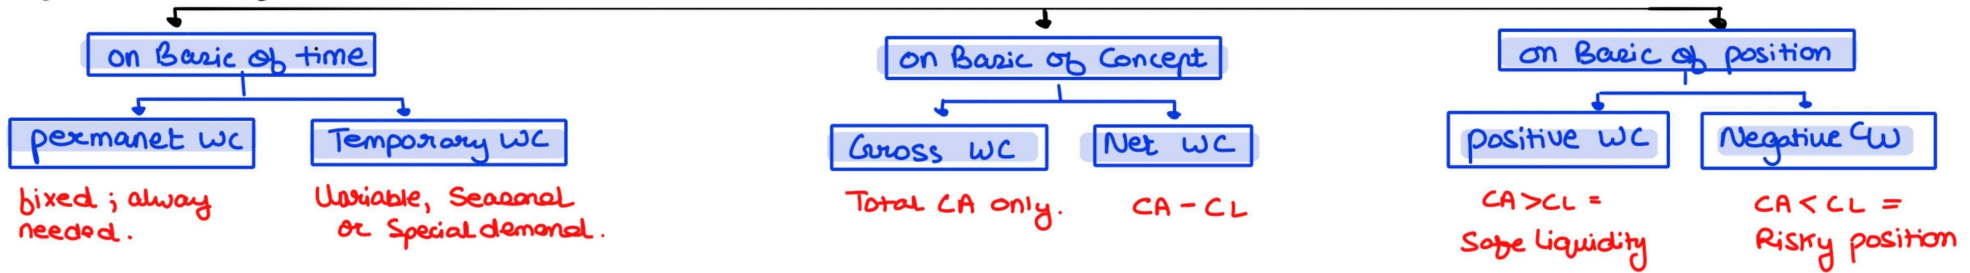 on Basic of time
on Basic of Concept
on Basic of position
permanet WC
Temporary WC
Gross WC
Net WC
positive WC
Negative CW
fixed ; alway
needed.
Variable, Seasonal
or Special demand.
Total CA only.
CA - CL
CA > CL =
Safe Liquidity
CA < CL =
Risky position